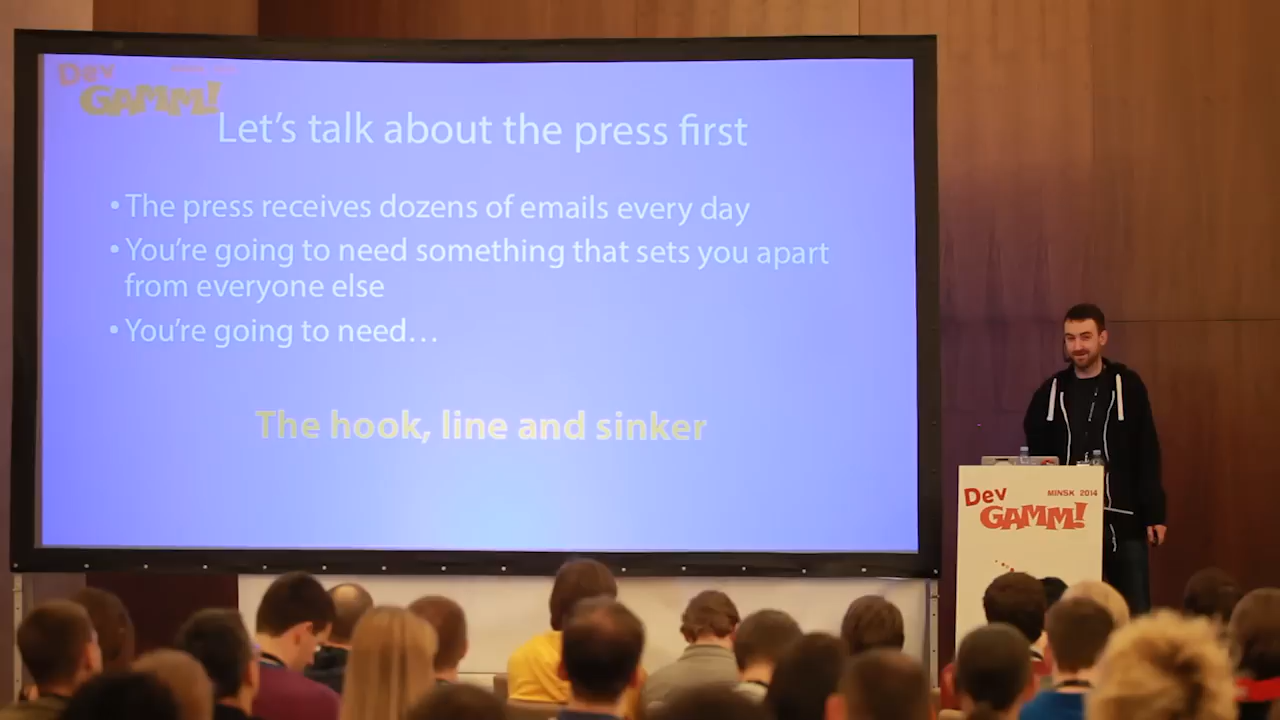 Dev
GAMM!
Let's talk about the press first
• The press receives dozens of emails every day
• You're going to need something that sets you apart
from everyone else
• You're going to need…
The hook, line and sinker
Dev
MINSK 2014
GAMM!